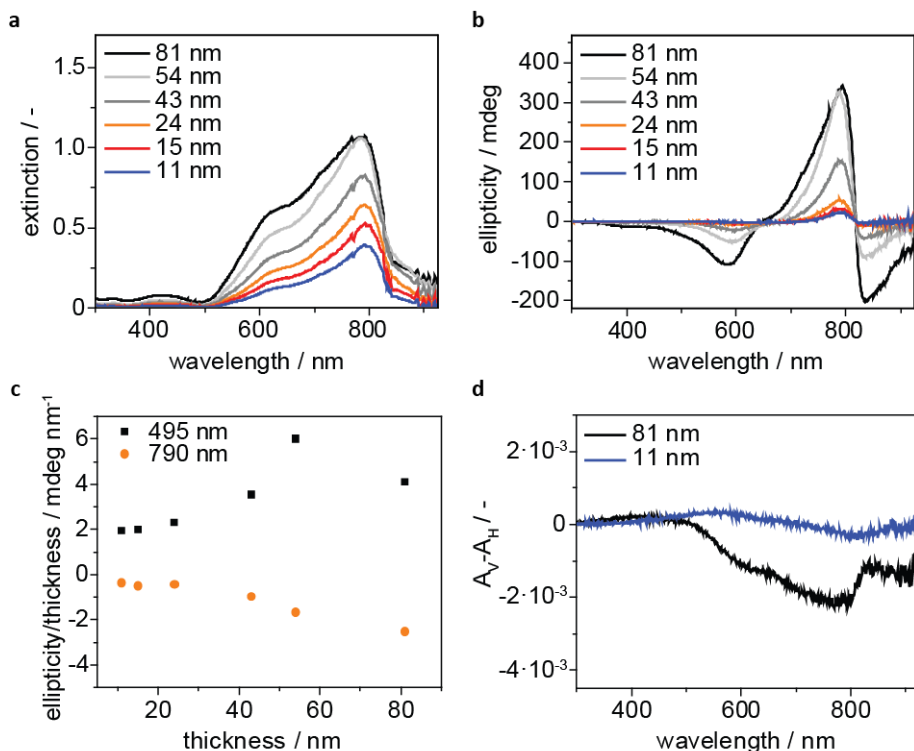 a
1.5
1.0
0.5
0
extinction / -
81 nm
54 nm
43 nm
24 nm
15 nm
11 nm
400 600 800
wavelength / nm
b
400
300
200
100
0
-100
-200
ellipticity / mdeg
81 nm
54 nm
43 nm
24 nm
15 nm
11 nm
400 600 800
wavelength / nm
c
6
4
2
0
-2
-4
ellipticity/thickness / mdeg nm⁻¹
495 nm
790 nm
20 40 60 80
thickness / nm
d
2·10⁻³
0
-2·10⁻³
-4·10⁻³
Aᵥ-A_H / -
81 nm
11 nm
400 600 800
wavelength / nm